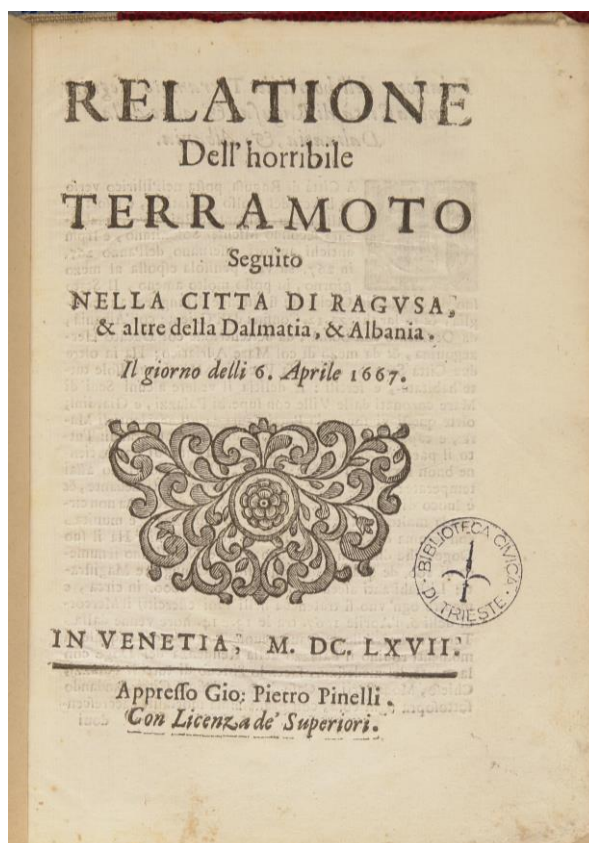 RELATIONE
Dell' horribile
TERRAMOTO
Seguito
NELLA CITTA DI RAGVSA,
& altre della Dalmatia, & Albania.
Il giorno delli 6. Aprile 1667.
BIBLIOTECA CIVICA
DI TRIESTE
IN VENETIA, M. DC. LXVII.
Appreſſo Gio: Pietro Pinelli.
Con Licenza de' Superiori.